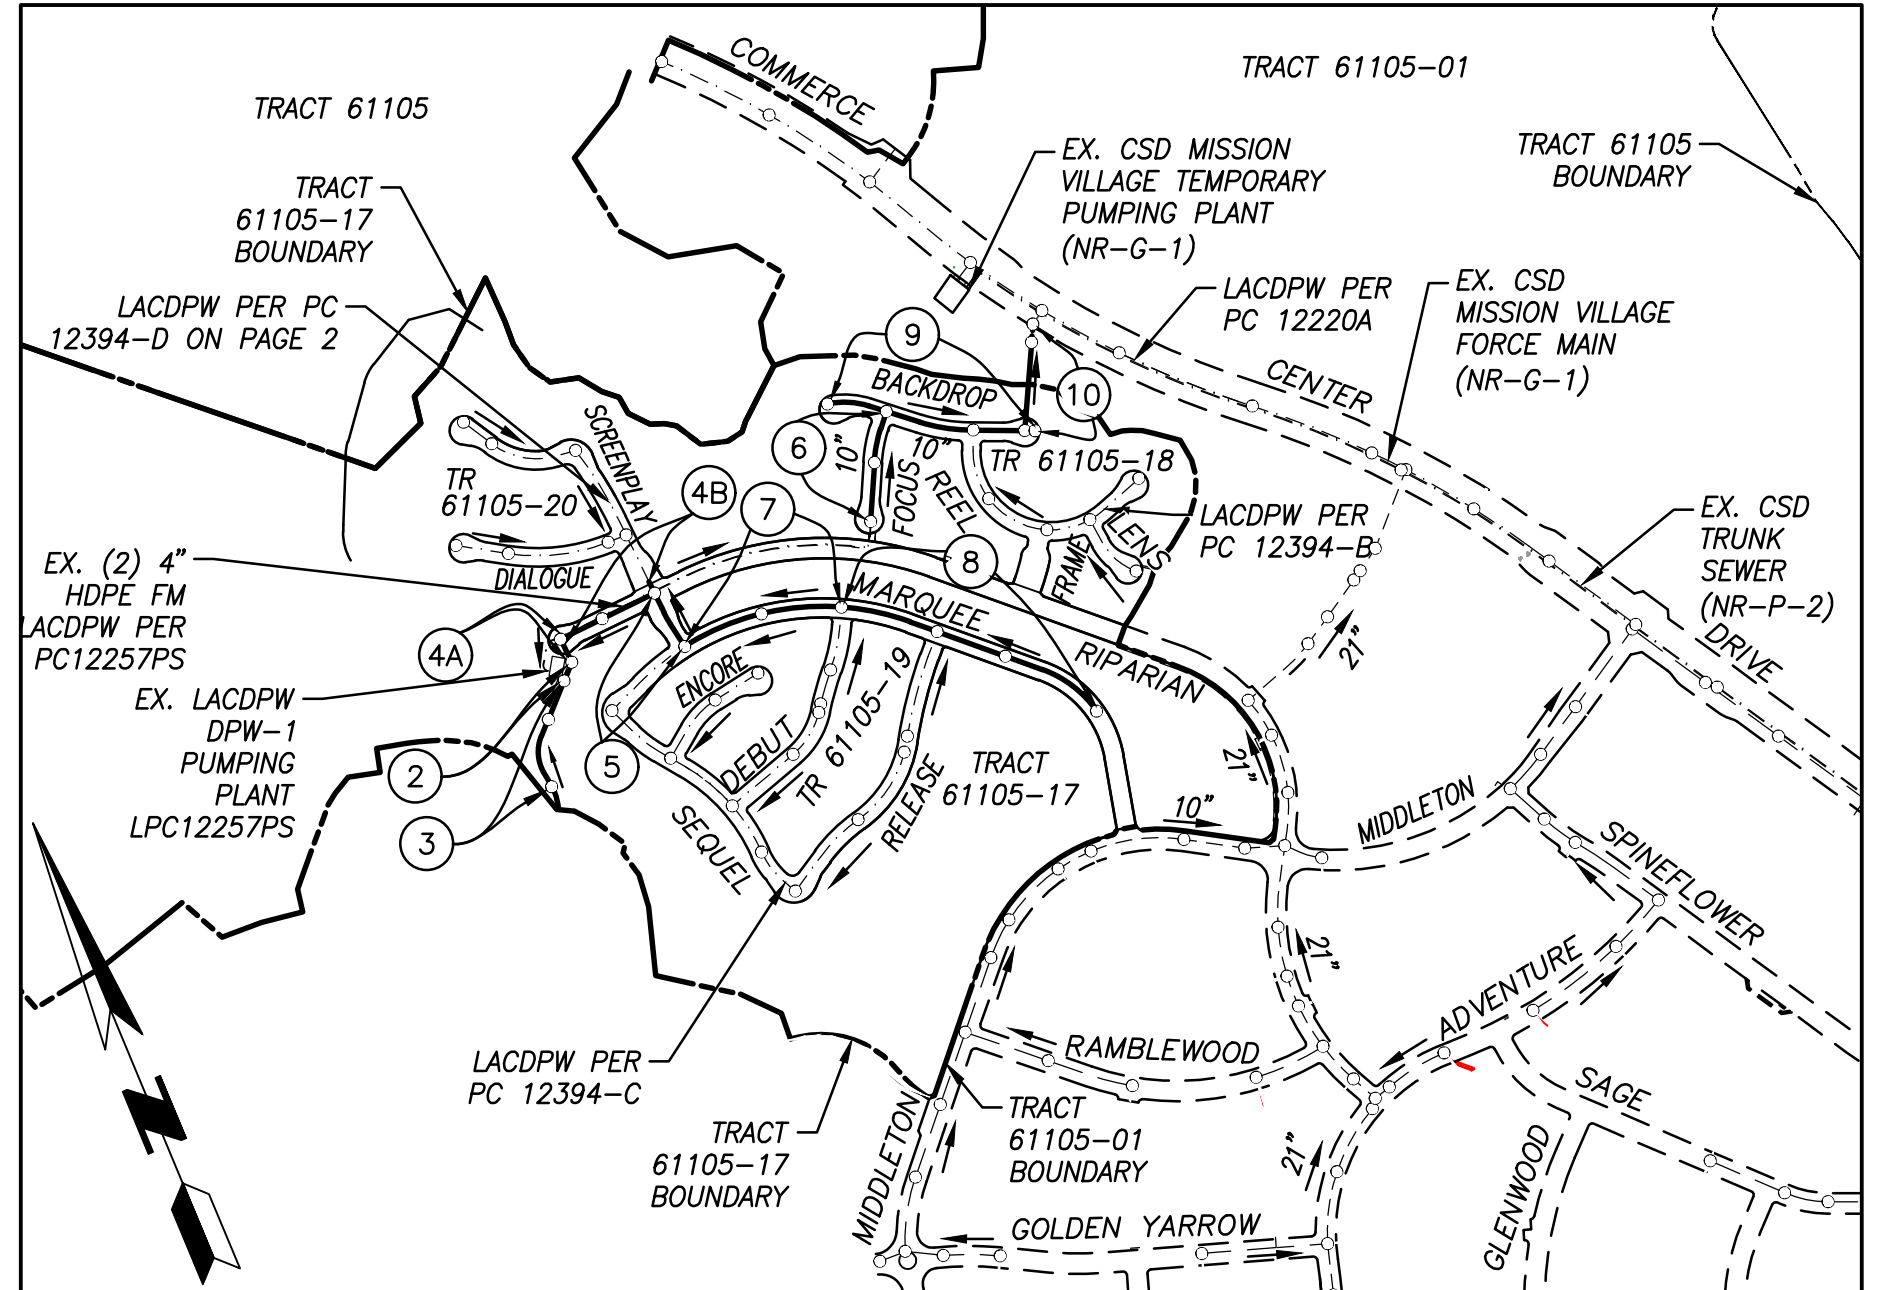 COMMERCE
TRACT 61105-01
TRACT 61105
EX. CSD MISSION
VILLAGE TEMPORARY
PUMPING PLANT
(NR-G-1)
TRACT 61105
BOUNDARY
TRACT
61105-17
BOUNDARY
LACDPW PER PC
12394-D ON PAGE 2
LACDPW PER
PC 12220A
EX. CSD
MISSION VILLAGE
FORCE MAIN
(NR-G-1)
9
BACKDROP
10
CENTER
SCREENPLAY
6
10"
10"
FOCUS
REEL
TR 61105-18
TR
61105-20
4B
7
LENS
LACDPW PER
PC 12394-B
EX. CSD
TRUNK
SEWER
(NR-P-2)
DRIVE
EX. (2) 4"
HDPE FM
LACDPW PER
PC12257PS
DIALOGUE
8
FRAME
MARQUEE
RIPARIAN
21"
4A
ENCORE
EX. LACDPW
DPW-1
PUMPING
PLANT
LPC12257PS
2
3
5
DEBUT
TR 61105-19
RELEASE
SEQUEL
TRACT
61105-17
21"
10"
MIDDLETON
SPINEFLOWER
21"
ADVENTURE
RAMBLEWOOD
SAGE
LACDPW PER
PC 12394-C
TRACT
61105-17
BOUNDARY
TRACT
61105-01
BOUNDARY
MIDDLETON
21"
GLENWOOD
GOLDEN YARROW
N